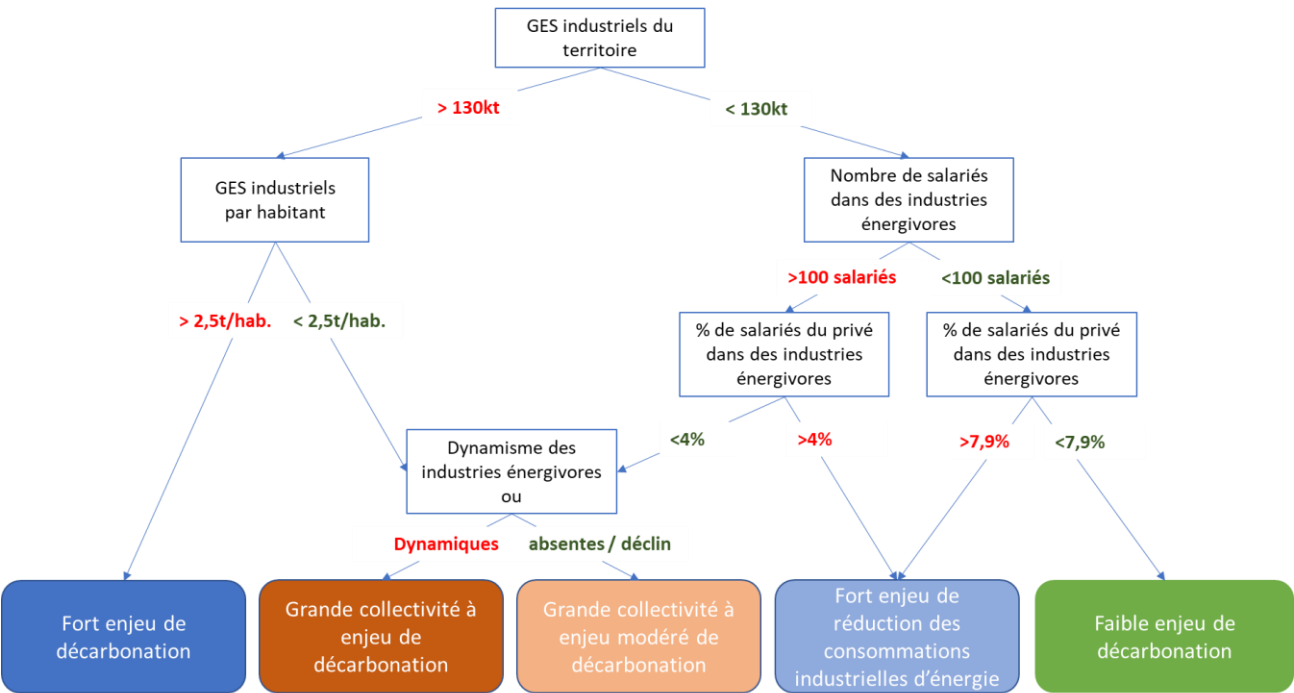 GES industriels du
territoire
> 130kt
< 130kt
GES industriels
par habitant
Nombre de salariés
dans des industries
énergivores
>100 salariés
<100 salariés
> 2,5t/hab.
< 2,5t/hab.
% de salariés du privé
dans des industries
énergivores
% de salariés du privé
dans des industries
énergivores
<4%
>4%
>7,9%
<7,9%
Dynamisme des
industries énergivores
ou
Dynamiques
absentes / déclin
Fort enjeu de
décarbonation
Grande collectivité à
enjeu de
décarbonation
Grande collectivité à
enjeu modéré de
décarbonation
Fort enjeu de
réduction des
consommations
industrielles d’énergie
Faible enjeu de
décarbonation